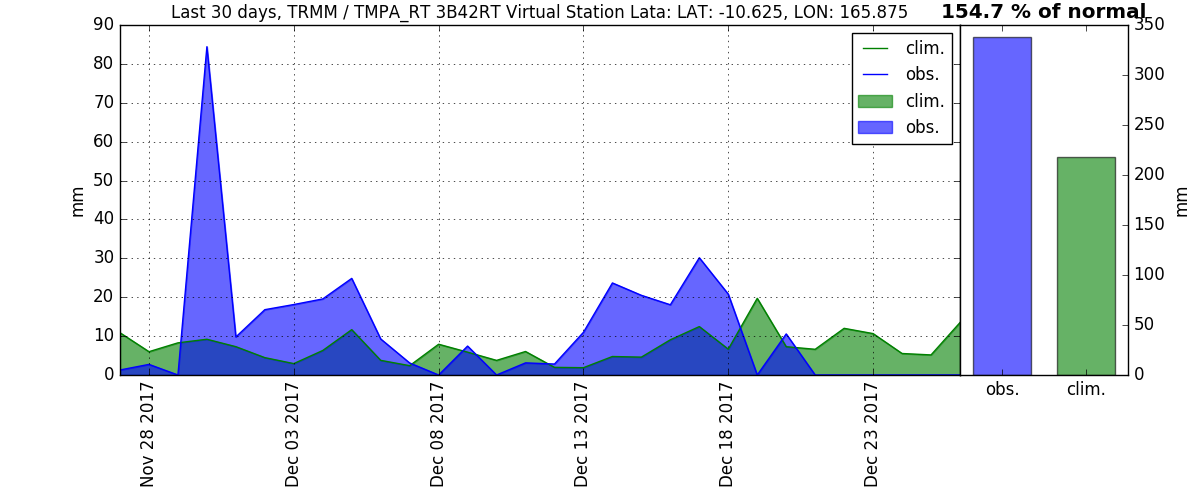 Last 30 days, TRMM / TMPA_RT 3B42RT Virtual Station Lata: LAT: -10.625, LON: 165.875
154.7 % of normal
90
80
70
60
50
40
30
20
10
0
mm
clim.
obs.
clim.
obs.
Nov 28 2017
Dec 03 2017
Dec 08 2017
Dec 13 2017
Dec 18 2017
Dec 23 2017
350
300
250
200
150
100
50
0
mm
obs.
clim.